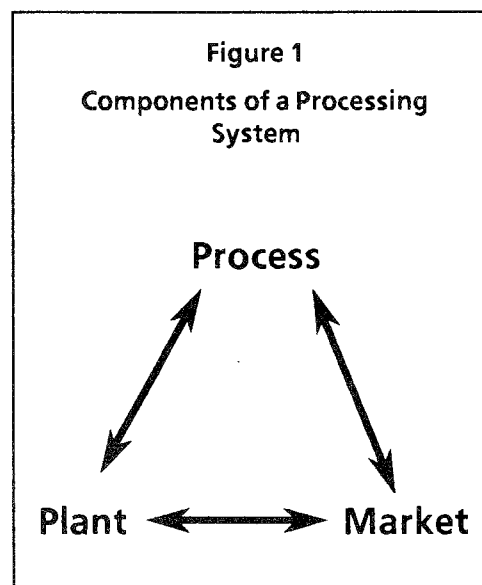 Figure 1
Components of a Processing
System
Process
Plant
Market